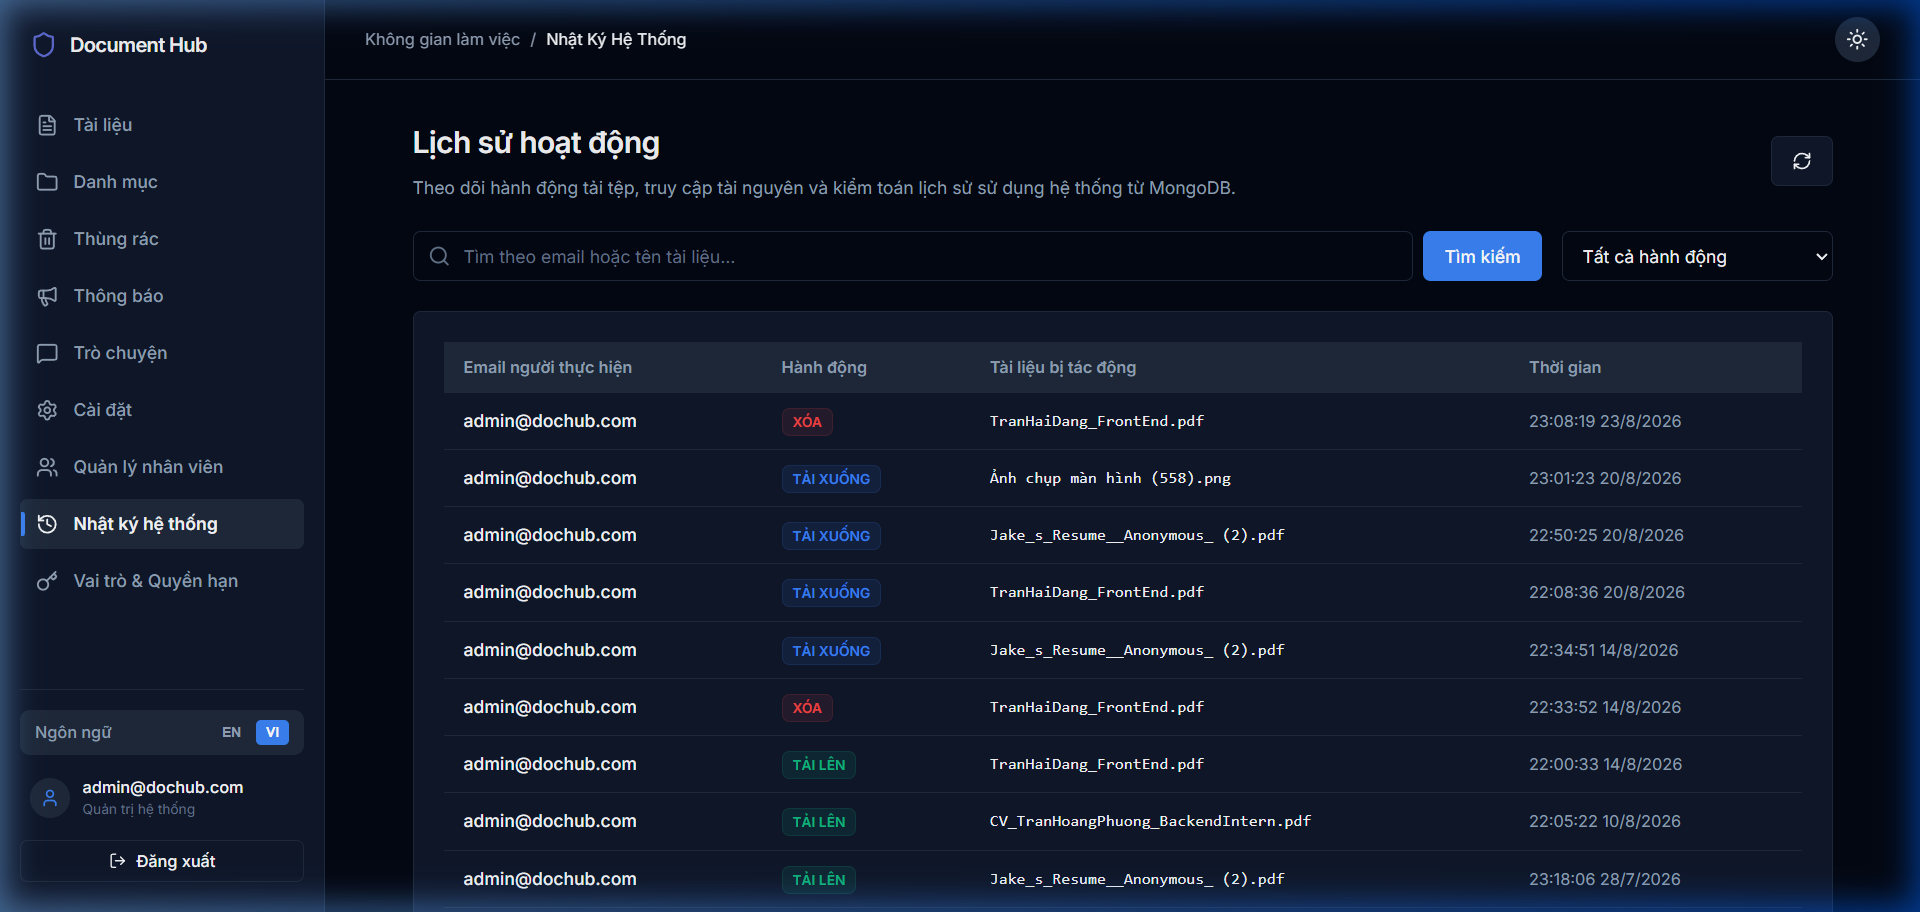 Document Hub
Không gian làm việc / Nhật Ký Hệ Thống
Tài liệu
Danh mục
Thùng rác
Thông báo
Trò chuyện
Cài đặt
Quản lý nhân viên
Nhật ký hệ thống
Vai trò & Quyền hạn
Ngôn ngữ EN VI
admin@dochub.com
Quản trị hệ thống
Đăng xuất
Lịch sử hoạt động
Theo dõi hành động tải tệp, truy cập tài nguyên và kiểm toán lịch sử sử dụng hệ thống từ MongoDB.
Tìm theo email hoặc tên tài liệu... Tìm kiếm Tất cả hành động
Email người thực hiện Hành động Tài liệu bị tác động Thời gian
admin@dochub.com XÓA TranHaiDang_FrontEnd.pdf 23:08:19 23/8/2026
admin@dochub.com TẢI XUỐNG Ảnh chụp màn hình (558).png 23:01:23 20/8/2026
admin@dochub.com TẢI XUỐNG Jake_s_Resume__Anonymous_ (2).pdf 22:50:25 20/8/2026
admin@dochub.com TẢI XUỐNG TranHaiDang_FrontEnd.pdf 22:08:36 20/8/2026
admin@dochub.com TẢI XUỐNG Jake_s_Resume__Anonymous_ (2).pdf 22:34:51 14/8/2026
admin@dochub.com XÓA TranHaiDang_FrontEnd.pdf 22:33:52 14/8/2026
admin@dochub.com TẢI LÊN TranHaiDang_FrontEnd.pdf 22:00:33 14/8/2026
admin@dochub.com TẢI LÊN CV_TranHoangPhuong_BackendIntern.pdf 22:05:22 10/8/2026
admin@dochub.com TẢI LÊN Jake_s_Resume__Anonymous_ (2).pdf 23:18:06 28/7/2026